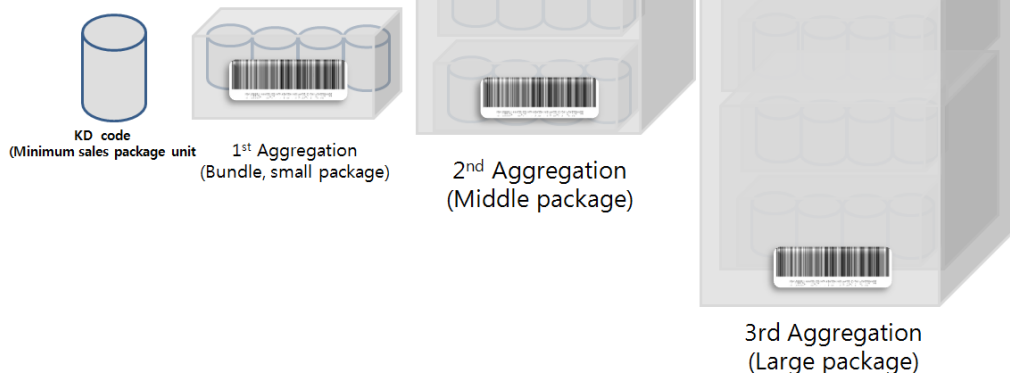 KD code
(Minimum sales package unit
1st Aggregation
(Bundle, small package)
2nd Aggregation
(Middle package)
3rd Aggregation
(Large package)